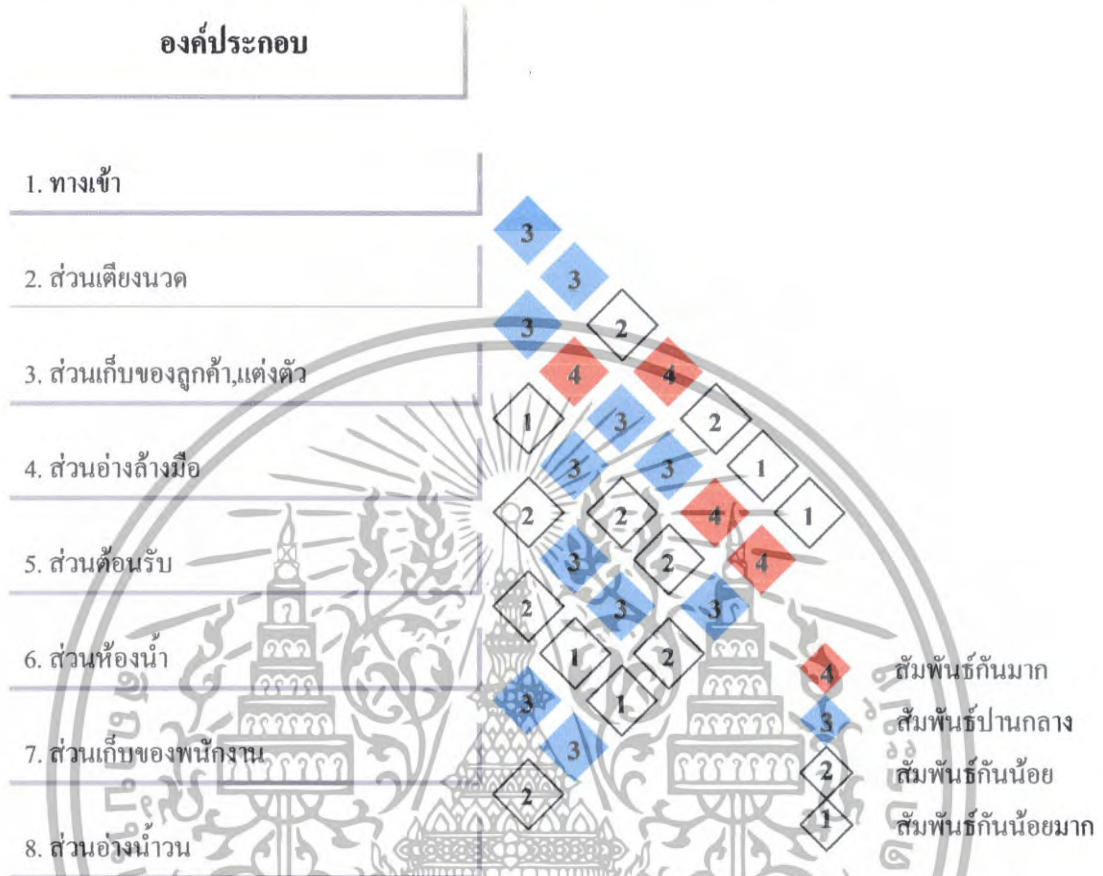 องค์ประกอบ
1. ทางเข้า
3
2. ส่วนเตียงนวด 3
3 2
3. ส่วนเก็บของลูกค้า,แต่งตัว 4 4
1 3 2
4. ส่วนอ่างล้างมือ 3 3 1
2 2 4 1
5. ส่วนต้อนรับ 3 2 4
2 3 3
6. ส่วนห้องน้ำ 1 2
3 1
7. ส่วนเก็บของพนักงาน 3
2
8. ส่วนอ่างน้ำวน
4 สัมพันธ์กันมาก
3 สัมพันธ์ปานกลาง
2 สัมพันธ์กันน้อย
1 สัมพันธ์กันน้อยมาก